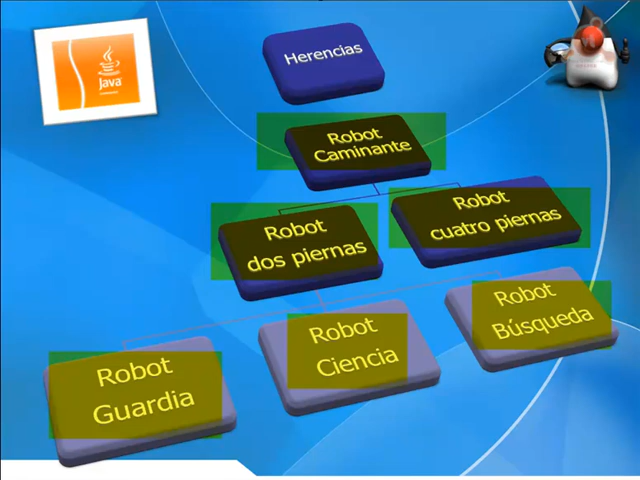 Herencias
Java
Robot
Caminante
Robot
dos piernas
Robot
cuatro piernas
Robot
Guardia
Robot
Ciencia
Robot
Búsqueda